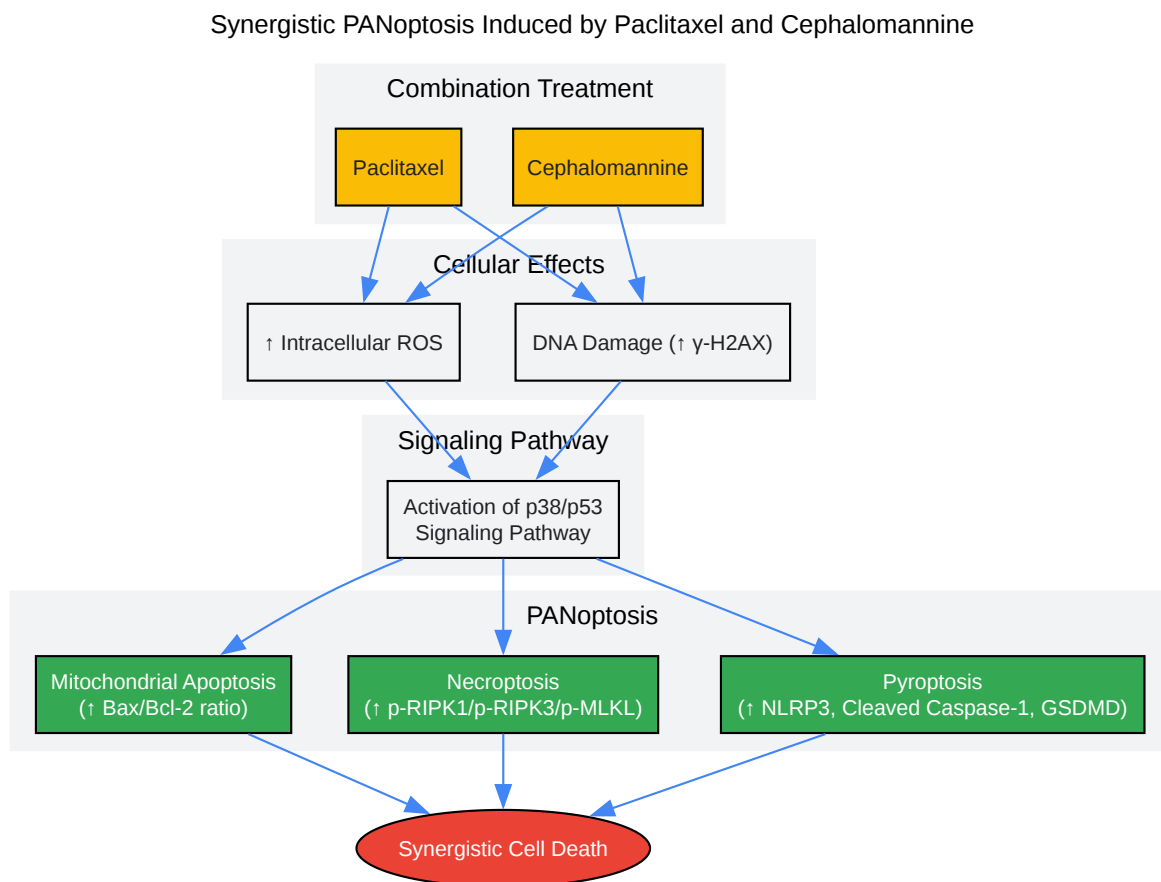 Synergistic PANoptosis Induced by Paclitaxel and Cephalomannine
Combination Treatment
Paclitaxel
Cephalomannine
Cellular Effects
↑ Intracellular ROS
DNA Damage (↑ γ-H2AX)
Signaling Pathway
Activation of p38/p53
Signaling Pathway
PANoptosis
Mitochondrial Apoptosis
(↑ Bax/Bcl-2 ratio)
Necroptosis
(↑ p-RIPK1/p-RIPK3/p-MLKL)
Pyroptosis
(↑ NLRP3, Cleaved Caspase-1, GSDMD)
Synergistic Cell Death